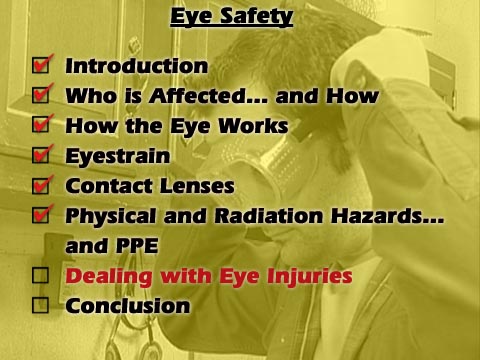 Eye Safety
Introduction
Who is Affected... and How
How the Eye Works
Eyestrain
Contact Lenses
Physical and Radiation Hazards...
and PPE
Dealing with Eye Injuries
Conclusion